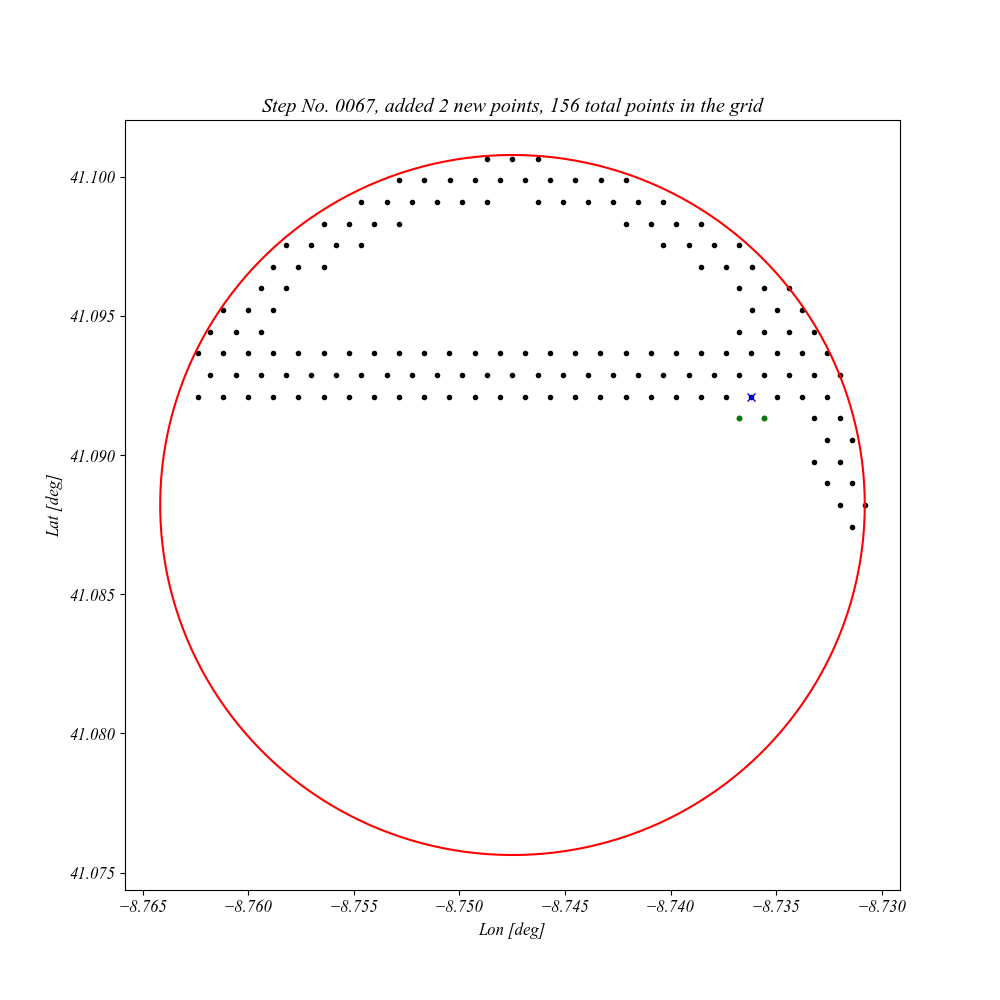 Step No. 0067, added 2 new points, 156 total points in the grid
41.100
41.095
41.090
41.085
41.080
41.075
Lat [deg]
−8.765 −8.760 −8.755 −8.750 −8.745 −8.740 −8.735 −8.730
Lon [deg]